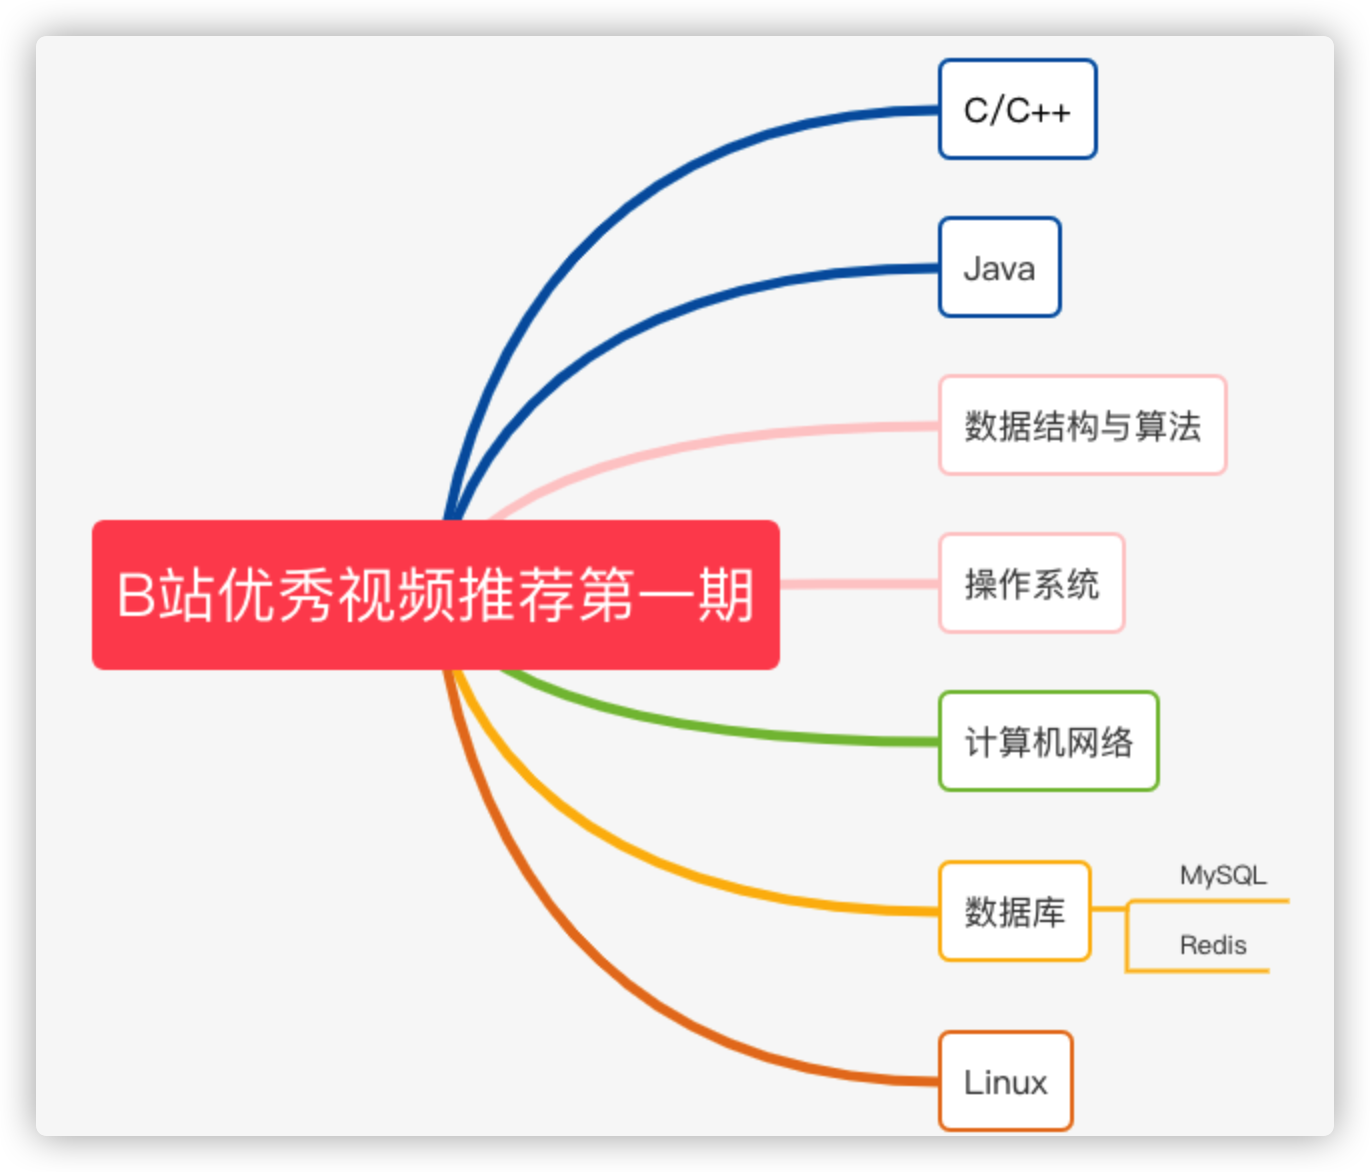 C/C++
Java
数据结构与算法
B站优秀视频推荐第一期
操作系统
计算机网络
数据库
MySQL
Redis
Linux